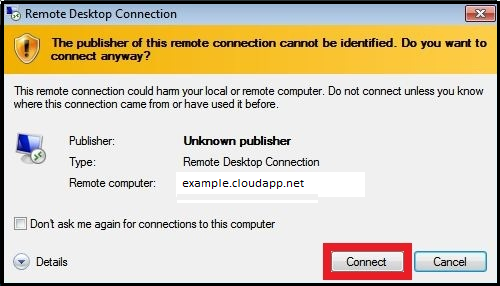 Remote Desktop Connection
The publisher of this remote connection cannot be identified. Do you want to
connect anyway?
This remote connection could harm your local or remote computer. Do not connect unless you know
where this connection came from or have used it before.
Publisher: Unknown publisher
Type: Remote Desktop Connection
Remote computer: example.cloudapp.net
Don't ask me again for connections to this computer
Details Connect Cancel